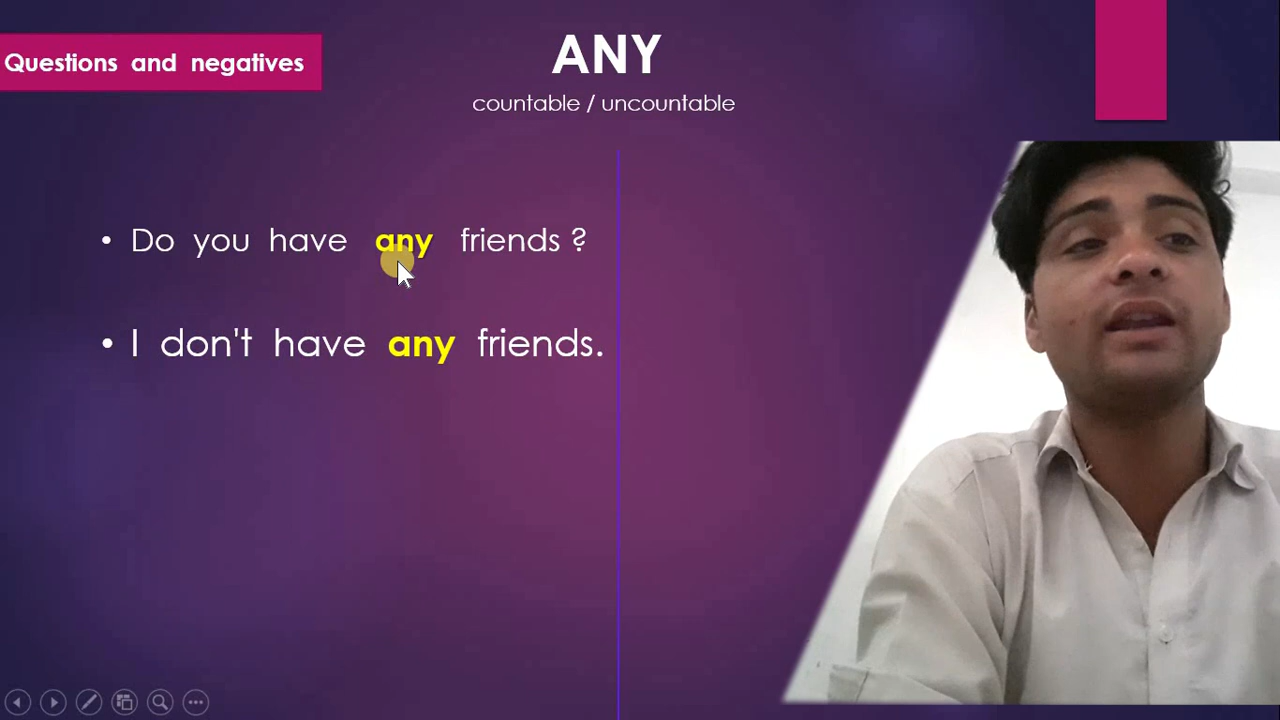 Questions and negatives
ANY
countable / uncountable
• Do you have any friends ?
• I don't have any friends.